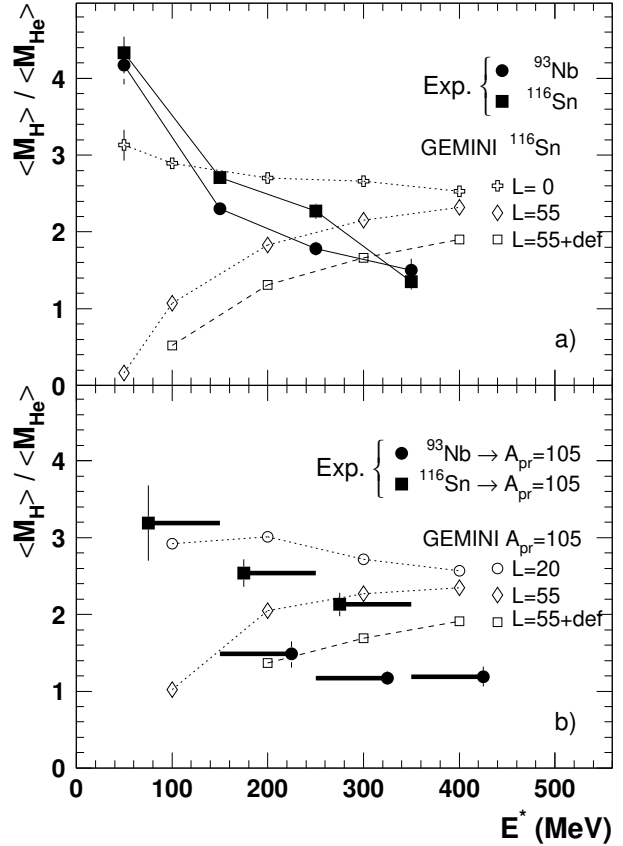 a)
<M_H> / <M_He>
4
3
2
1
0
Exp. { ⁹³Nb
¹¹⁶Sn
GEMINI ¹¹⁶Sn
L= 0
L=55
L=55+def
b)
<M_H> / <M_He>
4
3
2
1
0
Exp. { ⁹³Nb → A_pr=105
¹¹⁶Sn → A_pr=105
GEMINI A_pr=105
L=20
L=55
L=55+def
0 100 200 300 400 500
E* (MeV)